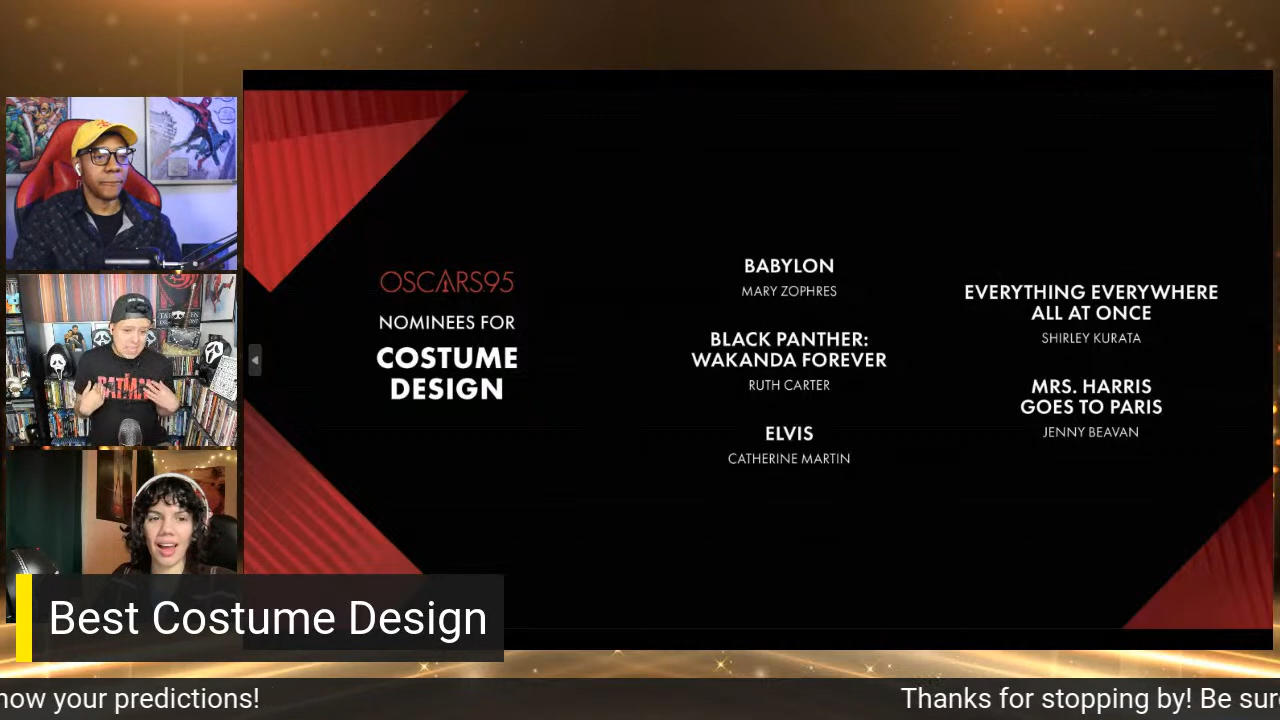 OSCARS95
NOMINEES FOR
COSTUME
DESIGN
BABYLON
MARY ZOPHRES
BLACK PANTHER:
WAKANDA FOREVER
RUTH CARTER
ELVIS
CATHERINE MARTIN
EVERYTHING EVERYWHERE
ALL AT ONCE
SHIRLEY KURATA
MRS. HARRIS
GOES TO PARIS
JENNY BEAVAN
BATMAN
Best Costume Design
now your predictions!
Thanks for stopping by! Be sur